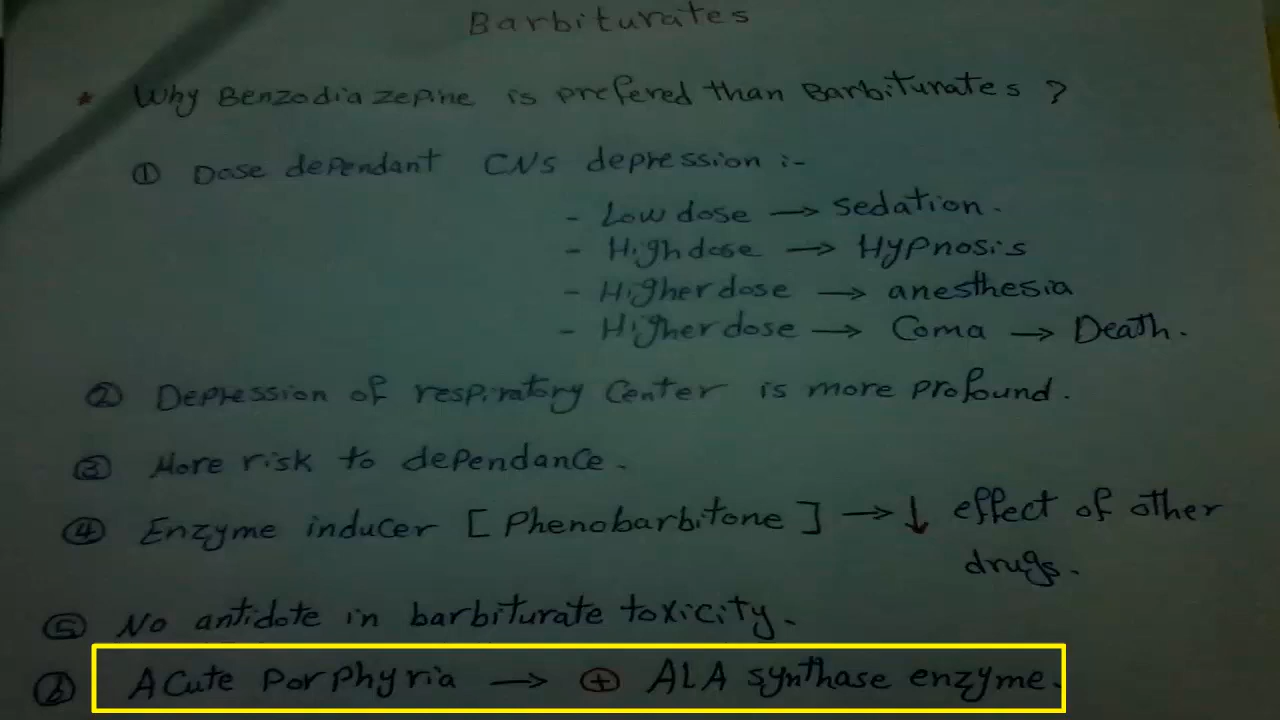 Barbiturates
* Why Benzodiazepine is prefered than Barbiturates ?
① Dose dependant CNS depression :-
- Low dose → sedation.
- High dose → Hypnosis
- Higher dose → anesthesia
- Higher dose → Coma → Death.
② Depression of respiratory Center is more profound.
③ More risk to dependance.
④ Enzyme inducer [Phenobarbitone] → ↓ effect of other
drugs.
⑤ No antidote in barbiturate toxicity.
⑥ Acute Porphyria → ⊕ ALA synthase enzyme.